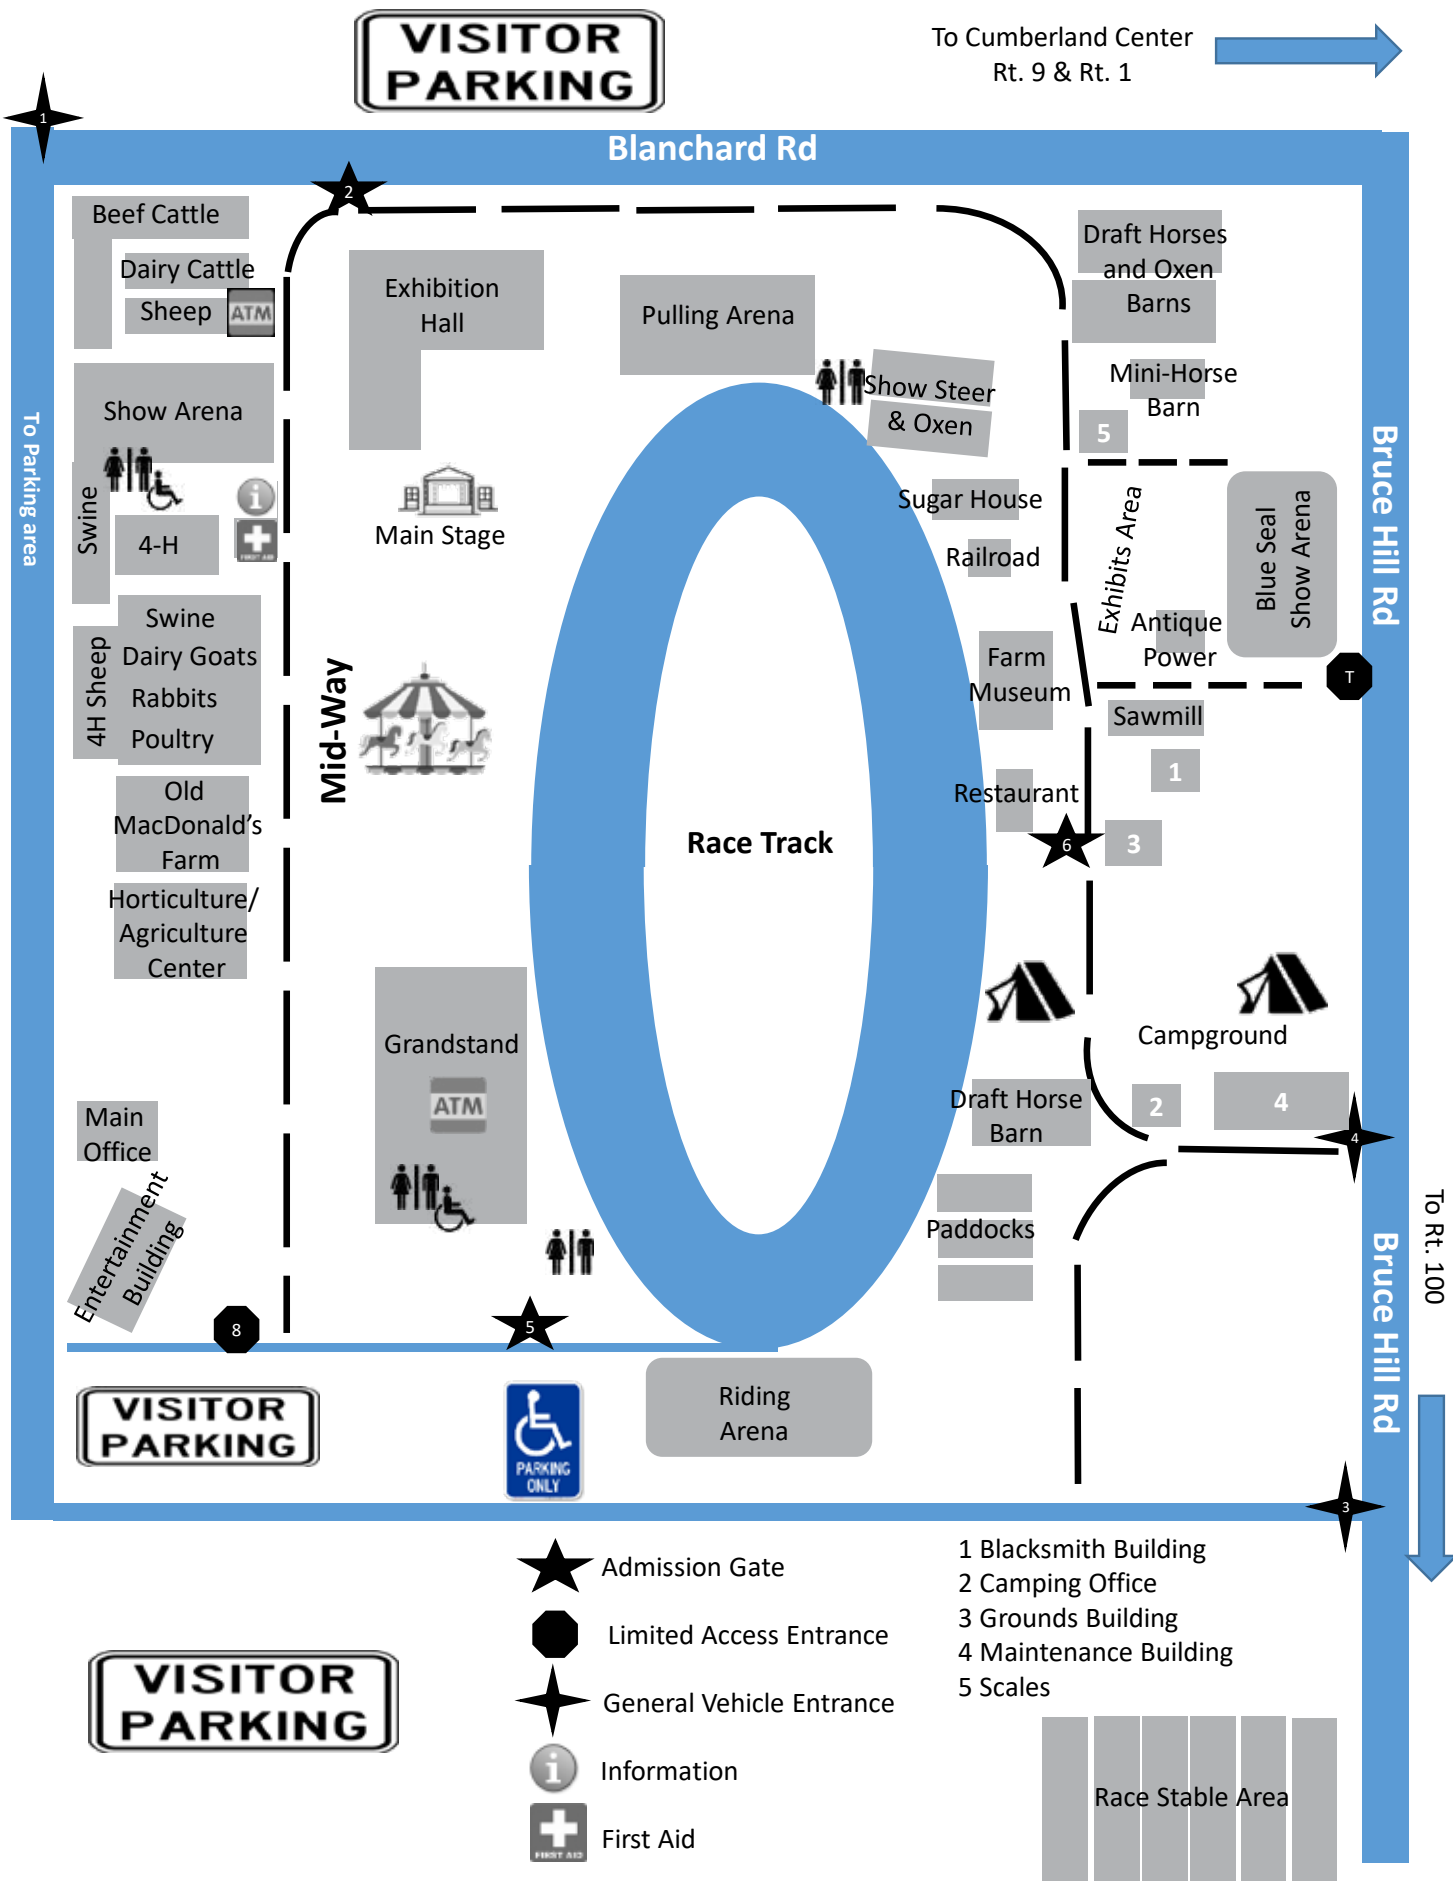 VISITOR
PARKING
To Cumberland Center
Rt. 9 & Rt. 1
1
Blanchard Rd
2
Beef Cattle
Dairy Cattle
Sheep
ATM
Exhibition
Hall
Pulling Arena
Draft Horses
and Oxen
Barns
Show Arena
Show Steer
& Oxen
Mini-Horse
Barn
5
To Parking area
Swine
4-H
FIRST AID
Main Stage
Sugar House
Railroad
Exhibits Area
Blue Seal
Show Arena
Bruce Hill Rd
4H Sheep
Swine
Dairy Goats
Rabbits
Poultry
Mid-Way
Farm
Museum
Antique
Power
T
Sawmill
1
Old
MacDonald's
Farm
Race Track
Restaurant
6
3
Horticulture/
Agriculture
Center
Grandstand
ATM
Campground
Main
Office
Draft Horse
Barn
2
4
4
Entertainment
Building
Paddocks
To Rt. 100
Bruce Hill Rd
8
5
VISITOR
PARKING
PARKING
ONLY
Riding
Arena
3
Admission Gate
Limited Access Entrance
General Vehicle Entrance
i
Information
FIRST AID
First Aid
1 Blacksmith Building
2 Camping Office
3 Grounds Building
4 Maintenance Building
5 Scales
VISITOR
PARKING
Race Stable Area